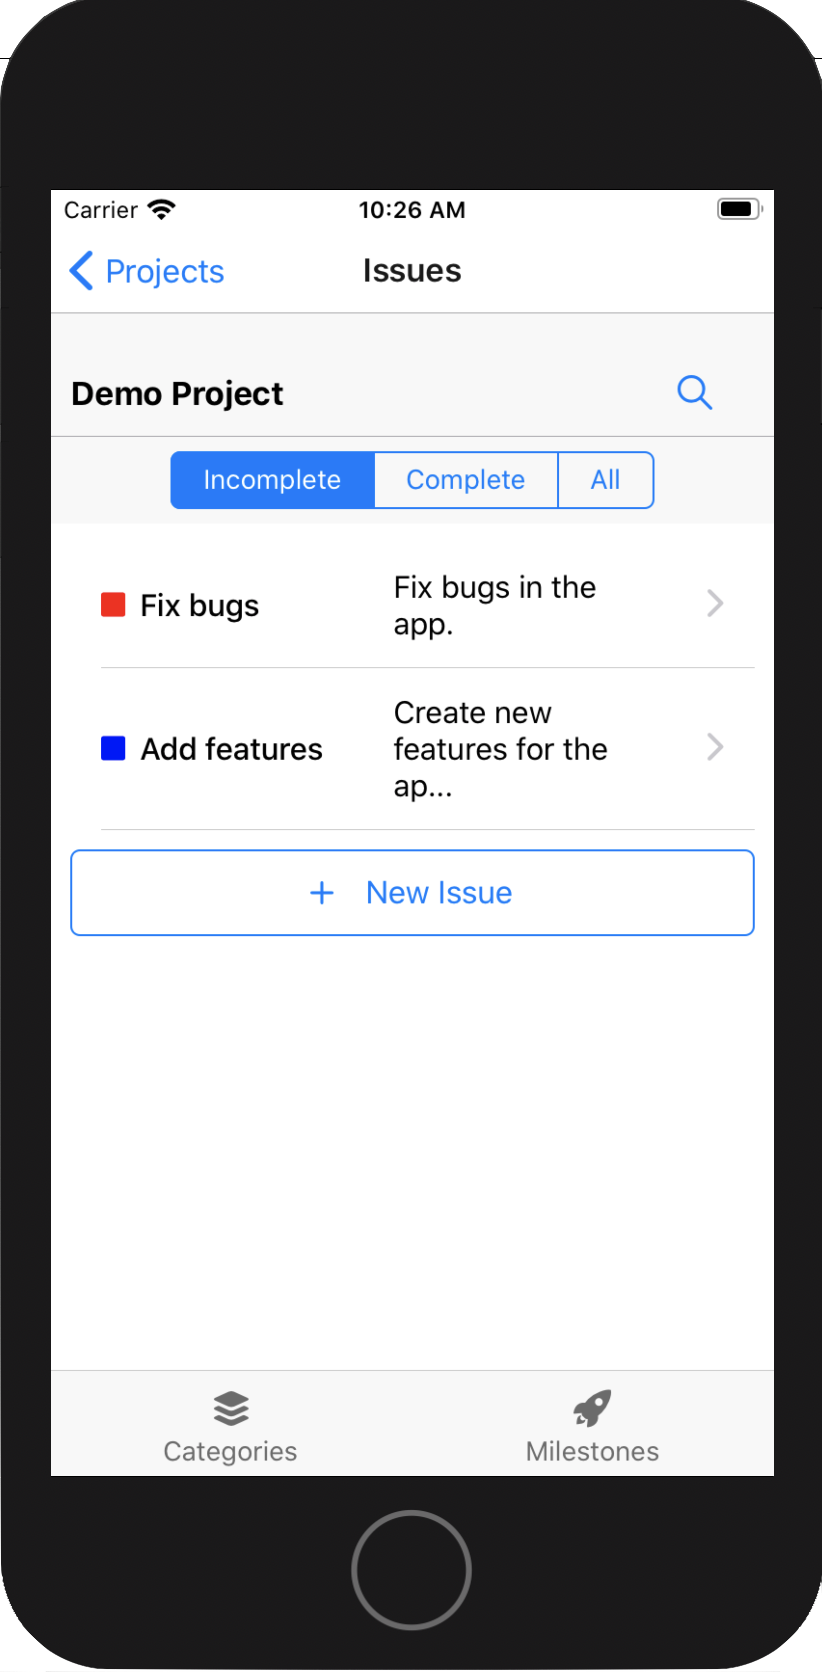 Carrier 10:26 AM
Projects Issues
Demo Project
Incomplete Complete All
Fix bugs
Fix bugs in the
app.
Add features
Create new
features for the
ap...
+ New Issue
Categories Milestones